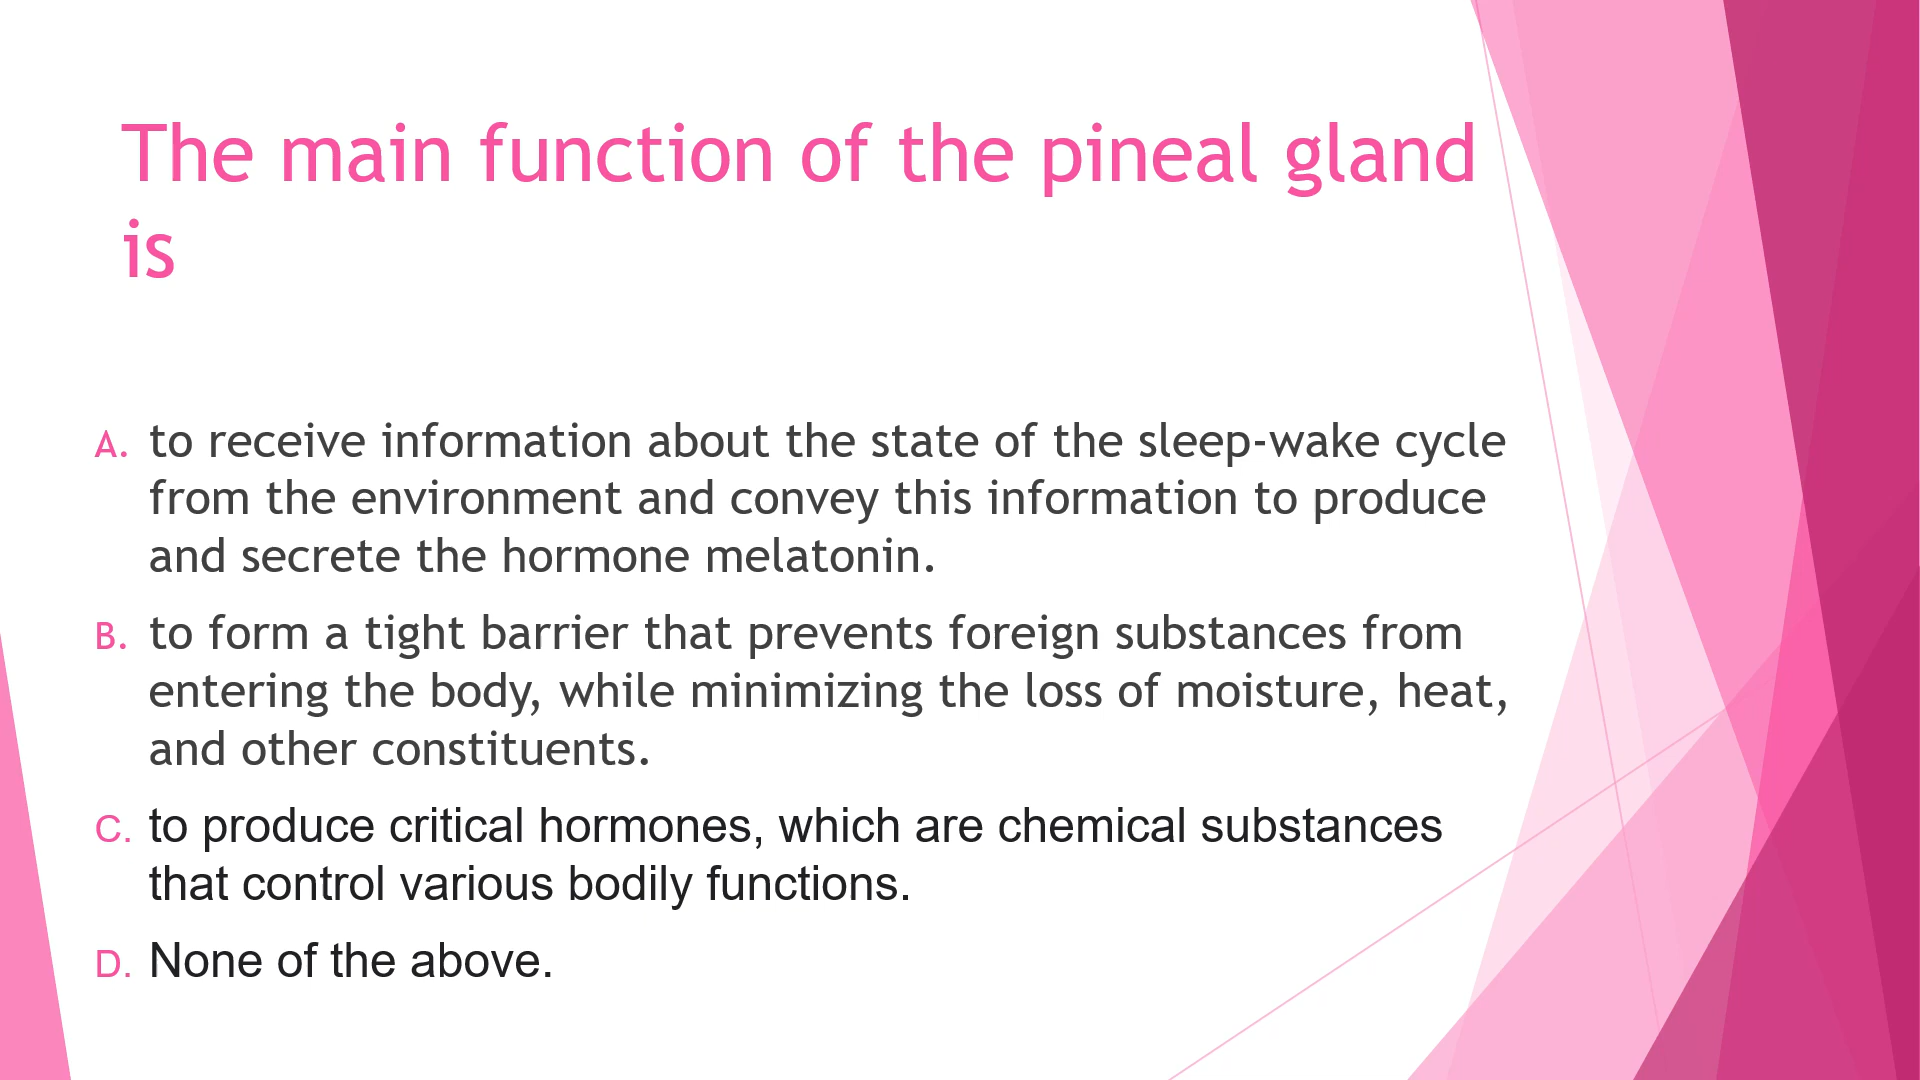 The main function of the pineal gland
is
A. to receive information about the state of the sleep-wake cycle
from the environment and convey this information to produce
and secrete the hormone melatonin.
B. to form a tight barrier that prevents foreign substances from
entering the body, while minimizing the loss of moisture, heat,
and other constituents.
C. to produce critical hormones, which are chemical substances
that control various bodily functions.
D. None of the above.